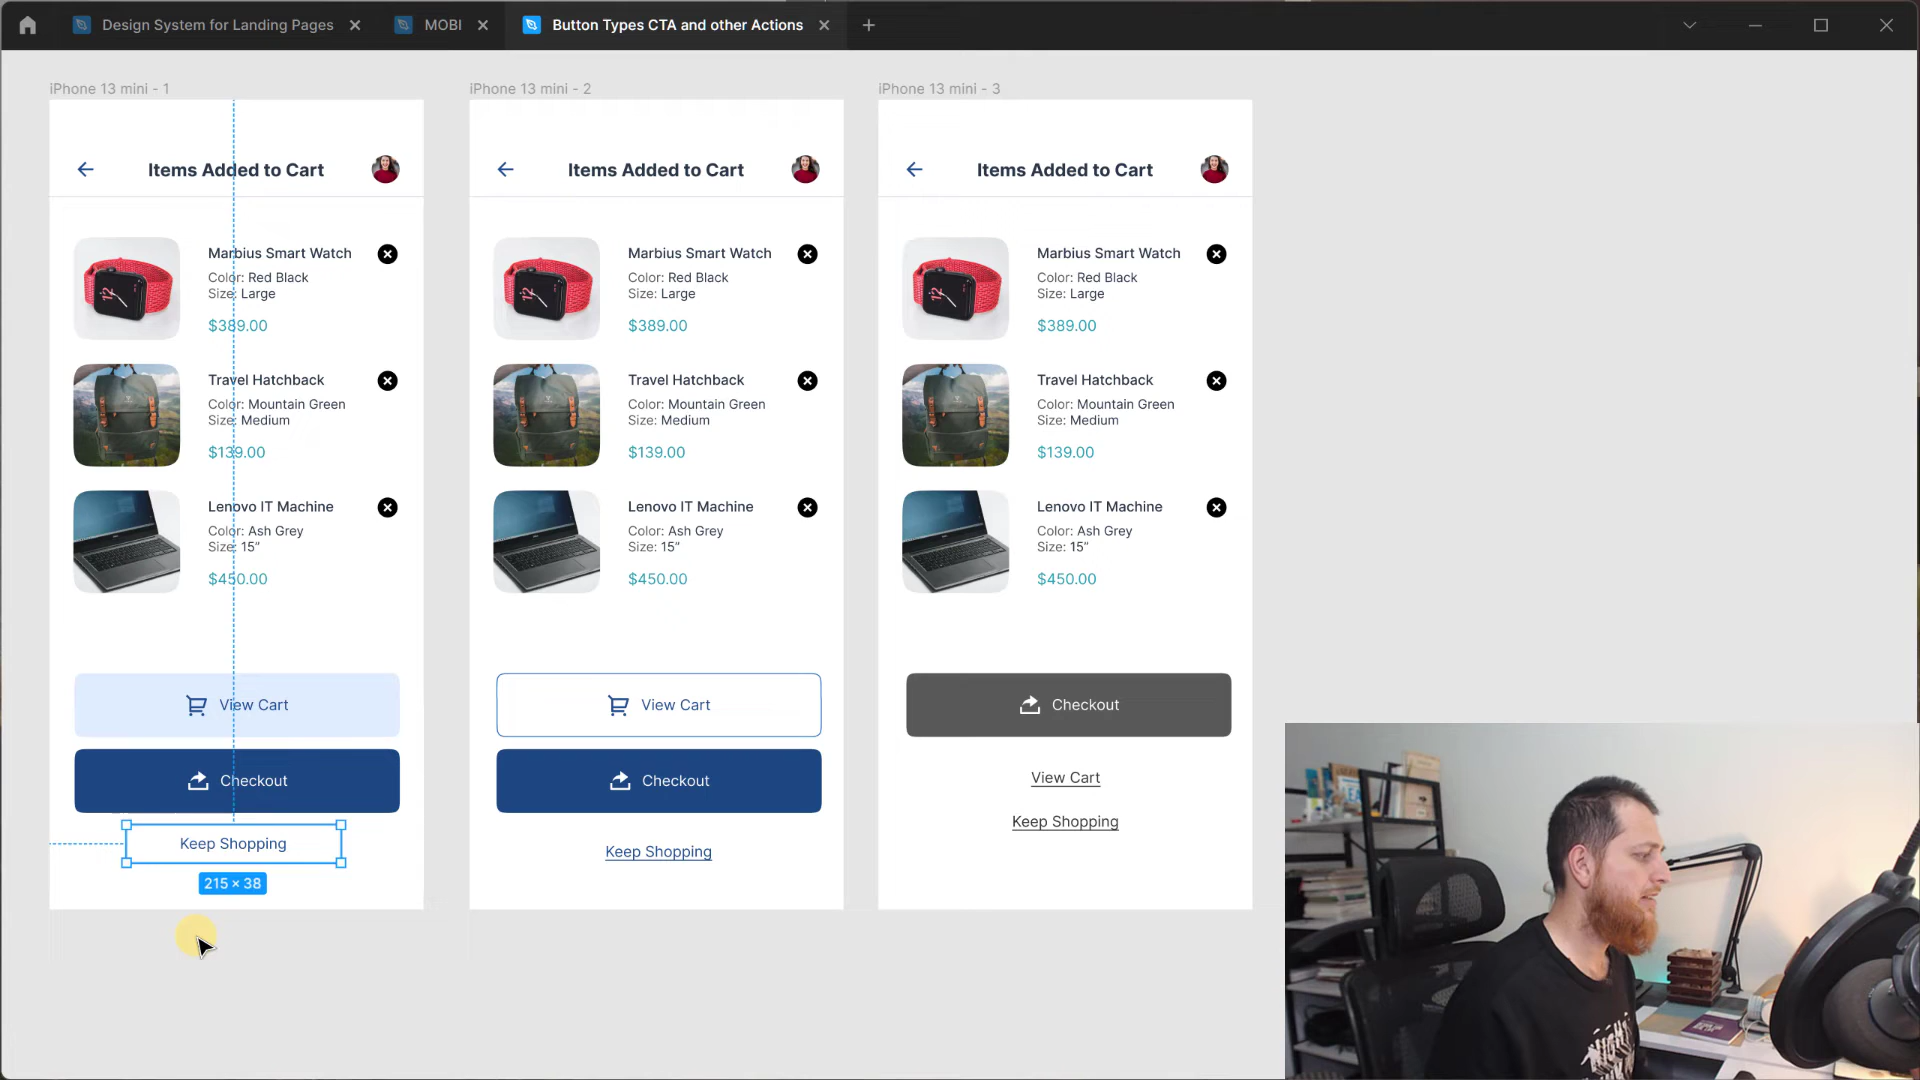 Design System for Landing Pages
MOBI
Button Types CTA and other Actions
iPhone 13 mini - 1
Items Added to Cart
Marbius Smart Watch
Color: Red Black
Size: Large
$389.00
Travel Hatchback
Color: Mountain Green
Size: Medium
$139.00
Lenovo IT Machine
Color: Ash Grey
Size: 15”
$450.00
View Cart
Checkout
Keep Shopping
215 × 38
iPhone 13 mini - 2
Items Added to Cart
Marbius Smart Watch
Color: Red Black
Size: Large
$389.00
Travel Hatchback
Color: Mountain Green
Size: Medium
$139.00
Lenovo IT Machine
Color: Ash Grey
Size: 15”
$450.00
View Cart
Checkout
Keep Shopping
iPhone 13 mini - 3
Items Added to Cart
Marbius Smart Watch
Color: Red Black
Size: Large
$389.00
Travel Hatchback
Color: Mountain Green
Size: Medium
$139.00
Lenovo IT Machine
Color: Ash Grey
Size: 15”
$450.00
Checkout
View Cart
Keep Shopping